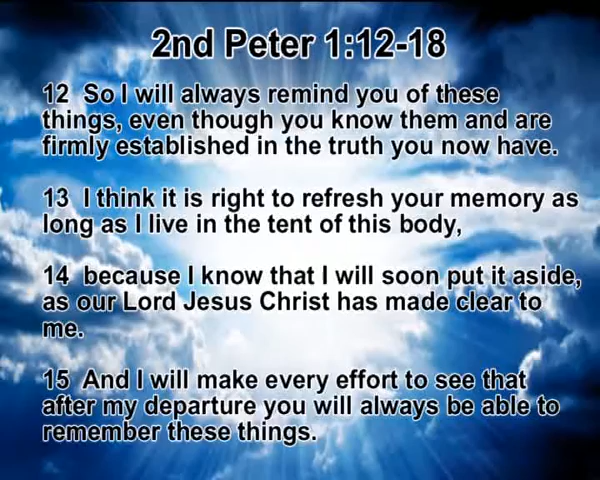 2nd Peter 1:12-18
12 So I will always remind you of these
things, even though you know them and are
firmly established in the truth you now have.
13 I think it is right to refresh your memory as
long as I live in the tent of this body,
14 because I know that I will soon put it aside,
as our Lord Jesus Christ has made clear to
me.
15 And I will make every effort to see that
after my departure you will always be able to
remember these things.